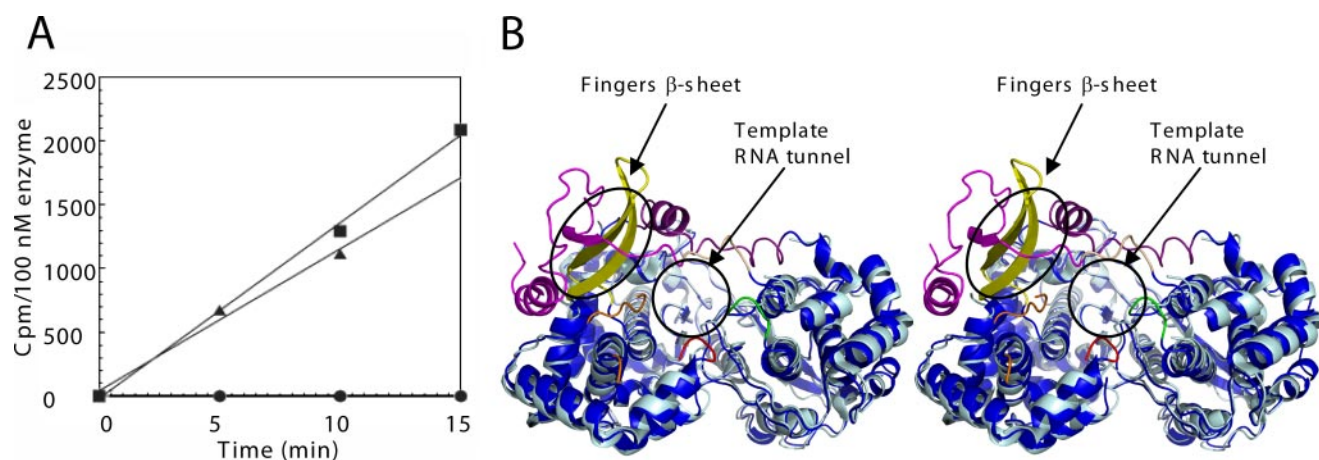 A
2500
2000
1500
1000
500
0
0 5 10 15
Time (min)
Cpm/100 nM enzyme
B
Fingers β-sheet
Template
RNA tunnel
Fingers β-sheet
Template
RNA tunnel